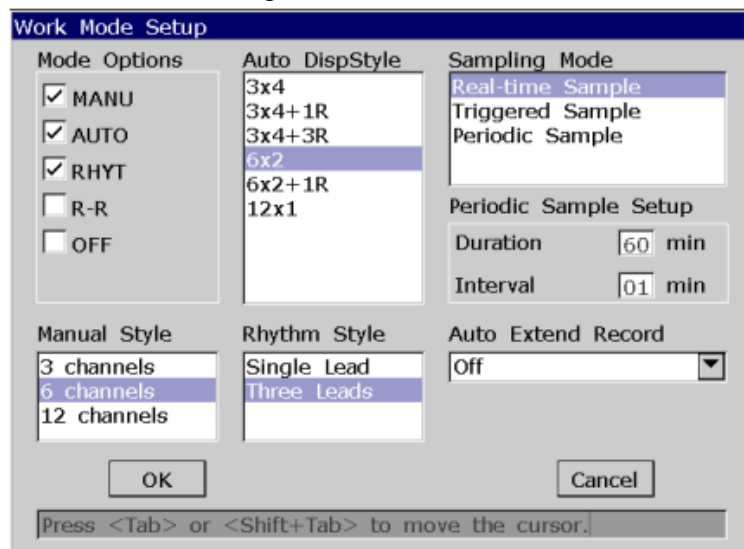 Work Mode Setup
Mode Options
MANU
AUTO
RHYT
R-R
OFF
Auto DispStyle
3x4
3x4+1R
3x4+3R
6x2
6x2+1R
12x1
Sampling Mode
Real-time Sample
Triggered Sample
Periodic Sample
Periodic Sample Setup
Duration 60 min
Interval 01 min
Manual Style
3 channels
6 channels
12 channels
Rhythm Style
Single Lead
Three Leads
Auto Extend Record
Off
OK
Cancel
Press <Tab> or <Shift+Tab> to move the cursor.